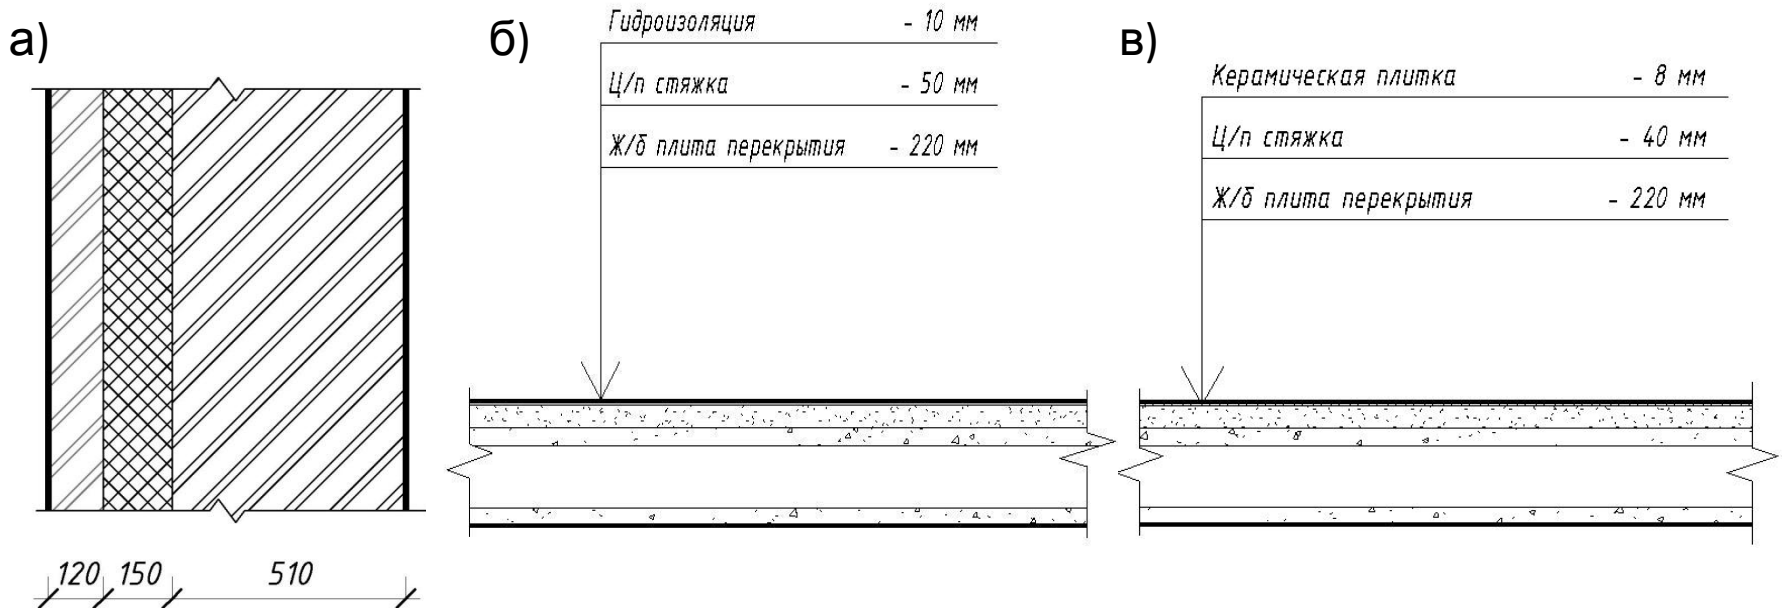 а)
120 150 510
б)
Гидроизоляция - 10 мм
Ц/п стяжка - 50 мм
Ж/б плита перекрытия - 220 мм
в)
Керамическая плитка - 8 мм
Ц/п стяжка - 40 мм
Ж/б плита перекрытия - 220 мм